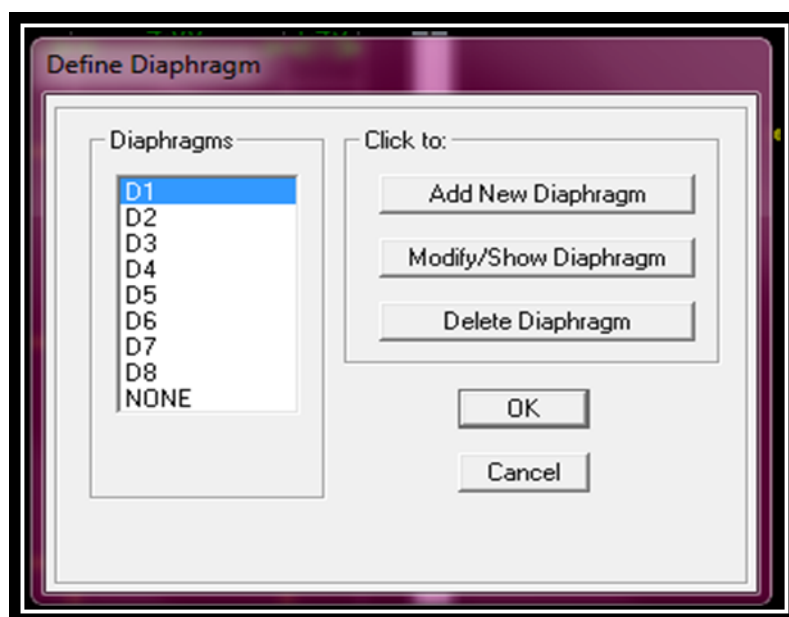 Define Diaphragm
Diaphragms
D1
D2
D3
D4
D5
D6
D7
D8
NONE
Click to:
Add New Diaphragm
Modify/Show Diaphragm
Delete Diaphragm
OK
Cancel